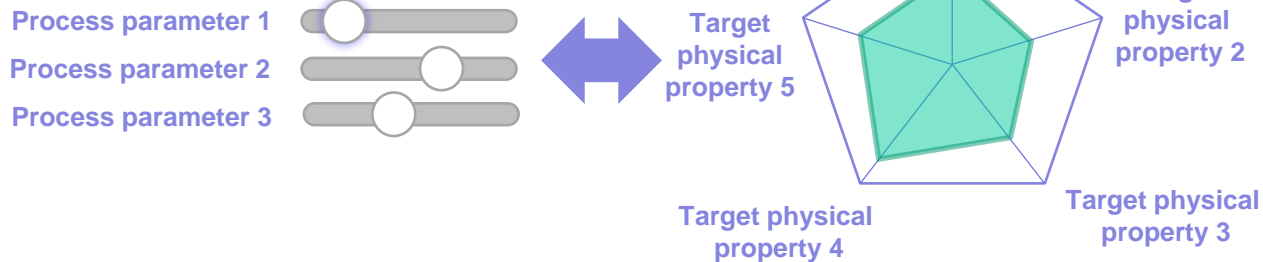 Process parameter 1
Process parameter 2
Process parameter 3
Target
physical
property 5
physical
property 2
Target physical
property 4
Target physical
property 3